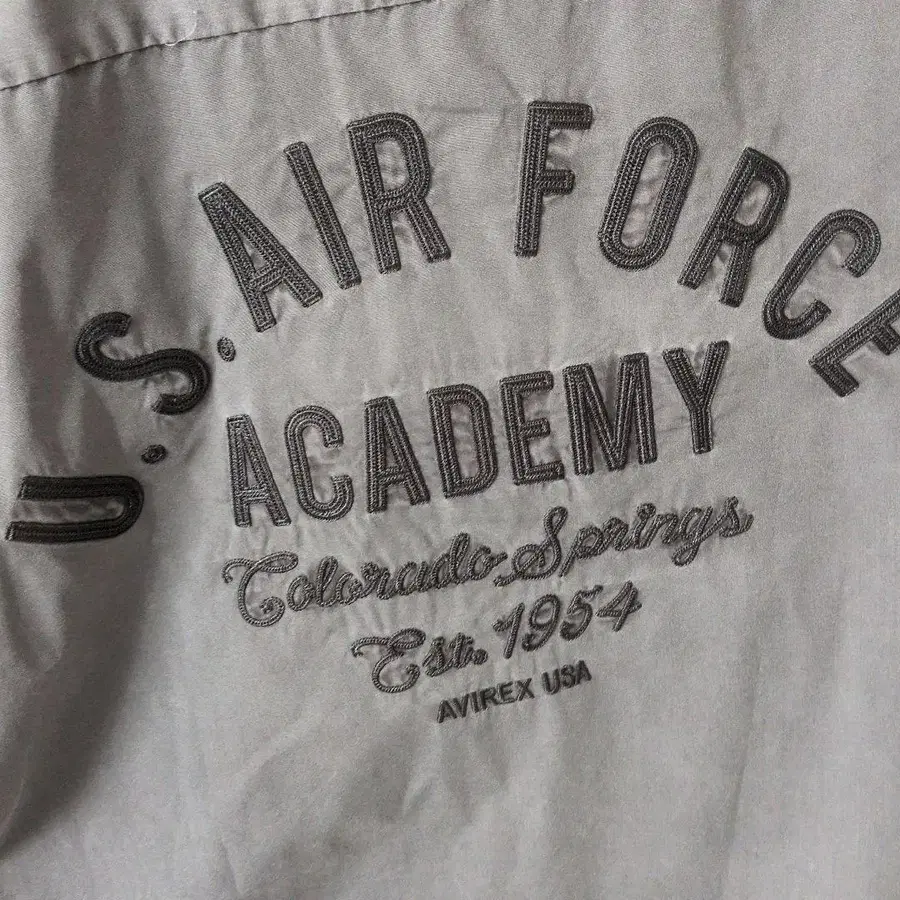 U.S. AIR FORCE
ACADEMY
Colorado Springs
Est. 1954
AVIREX USA